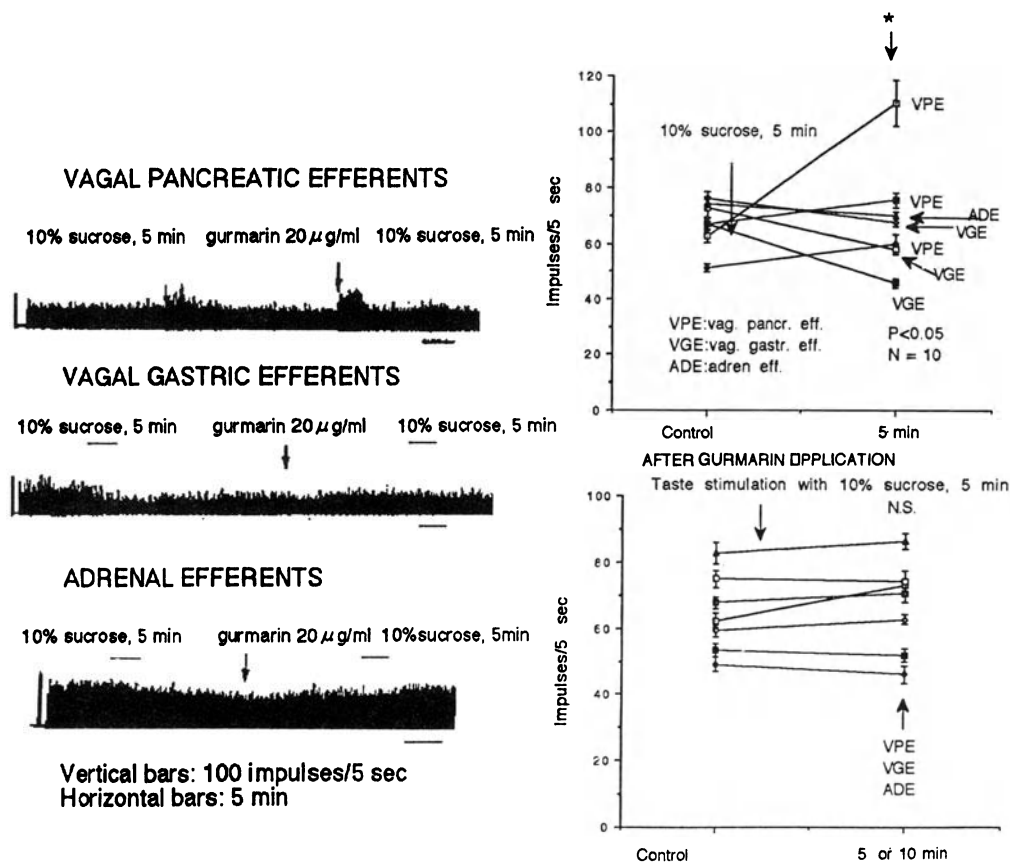 VAGAL PANCREATIC EFFERENTS
10% sucrose, 5 min gurmarin 20 μg/ml 10% sucrose, 5 min
VAGAL GASTRIC EFFERENTS
10% sucrose, 5 min gurmarin 20 μg/ml 10% sucrose, 5 min
ADRENAL EFFERENTS
10% sucrose, 5 min gurmarin 20 μg/ml 10%sucrose, 5min
Vertical bars: 100 impulses/5 sec
Horizontal bars: 5 min
*
Impulses/5 sec
120
100
80
60
40
20
0
10% sucrose, 5 min
VPE
VPE
ADE
VGE
VPE
VGE
VGE
VPE:vag. pancr. eff.
VGE:vag. gastr. eff.
ADE:adren eff.
P<0.05
N = 10
Control 5 min
AFTER GURMARIN APPLICATION
Taste stimulation with 10% sucrose, 5 min
N.S.
Impulses/5 sec
100
80
60
40
20
0
VPE
VGE
ADE
Control 5 or 10 min